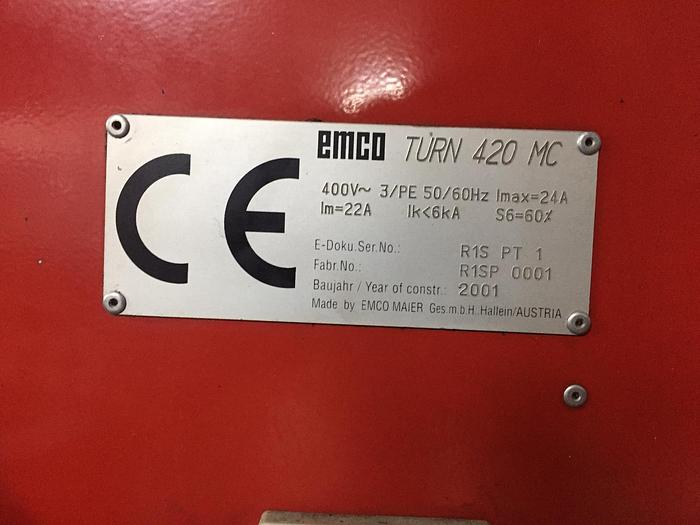 CE
emco TURN 420 MC
400V~ 3/PE 50/60Hz Imax=24A
Im=22A Ik<6kA S6=60%
E-Doku.Ser.No.: R1S PT 1
Fabr.No.: R1SP 0001
Baujahr / Year of constr.: 2001
Made by EMCO MAIER Ges.m.b.H. Hallein/AUSTRIA